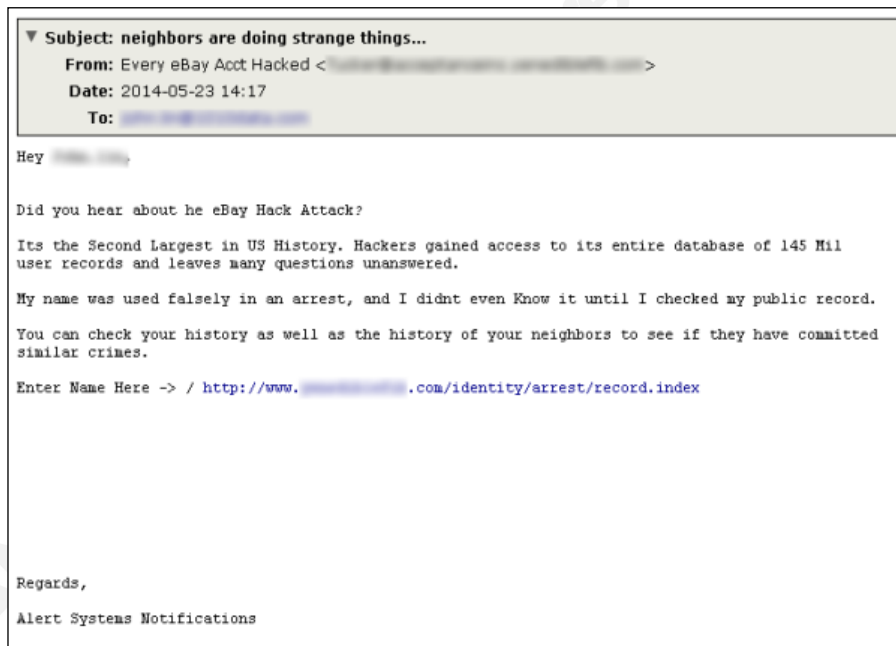 Subject: neighbors are doing strange things...
From: Every eBay Acct Hacked < >
Date: 2014-05-23 14:17
To:
Hey
Did you hear about he eBay Hack Attack?
Its the Second Largest in US History. Hackers gained access to its entire database of 145 Mil
user records and leaves many questions unanswered.
My name was used falsely in an arrest, and I didnt even Know it until I checked my public record.
You can check your history as well as the history of your neighbors to see if they have committed
similar crimes.
Enter Name Here -> / http://www. .com/identity/arrest/record.index
Regards,
Alert Systems Notifications